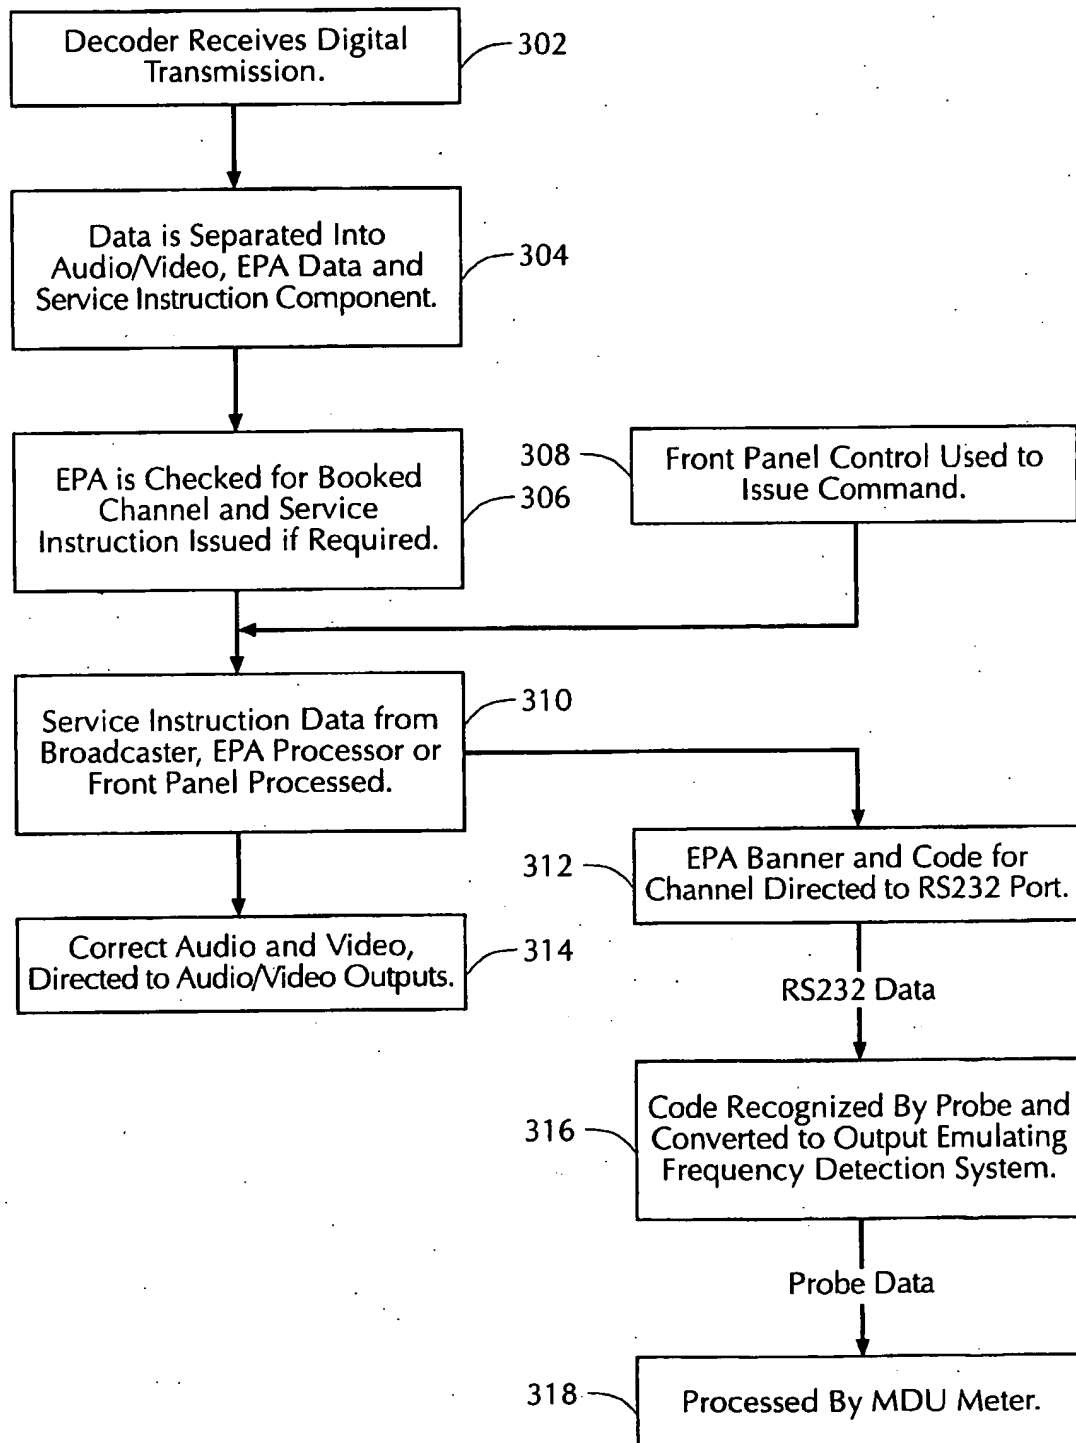 Decoder Receives Digital
Transmission.
302
Data is Separated Into
Audio/Video, EPA Data and
Service Instruction Component.
304
EPA is Checked for Booked
Channel and Service
Instruction Issued if Required.
306
308
Front Panel Control Used to
Issue Command.
Service Instruction Data from
Broadcaster, EPA Processor or
Front Panel Processed.
310
312
EPA Banner and Code for
Channel Directed to RS232 Port.
Correct Audio and Video,
Directed to Audio/Video Outputs.
314
RS232 Data
316
Code Recognized By Probe and
Converted to Output Emulating
Frequency Detection System.
Probe Data
318
Processed By MDU Meter.